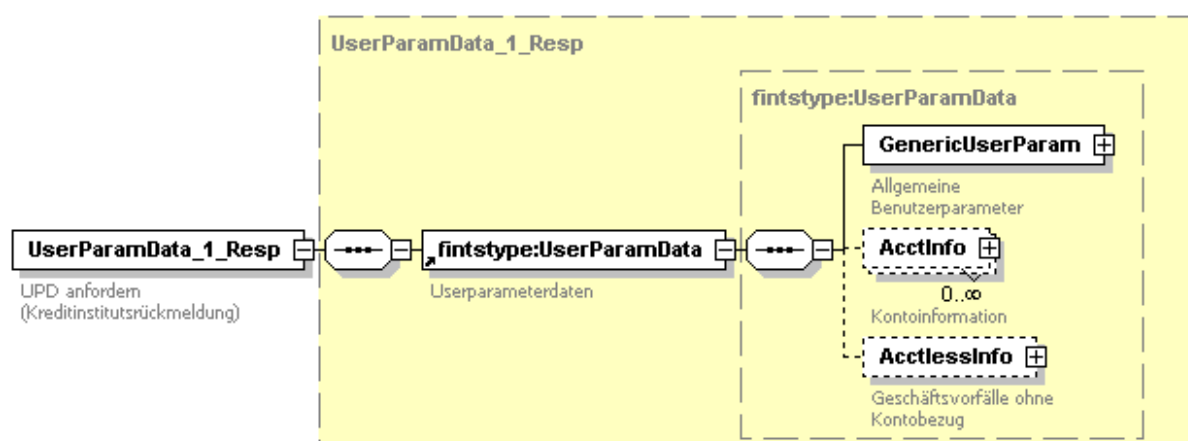 UserParamData_1_Resp
fintstype:UserParamData
GenericUserParam
Allgemeine
Benutzerparameter
UserParamData_1_Resp
UPD anfordern
(Kreditinstitutsrückmeldung)
fintstype:UserParamData
Userparameterdaten
AcctInfo
0..∞
Kontoinformation
AcctlessInfo
Geschäftsvorfälle ohne
Kontobezug